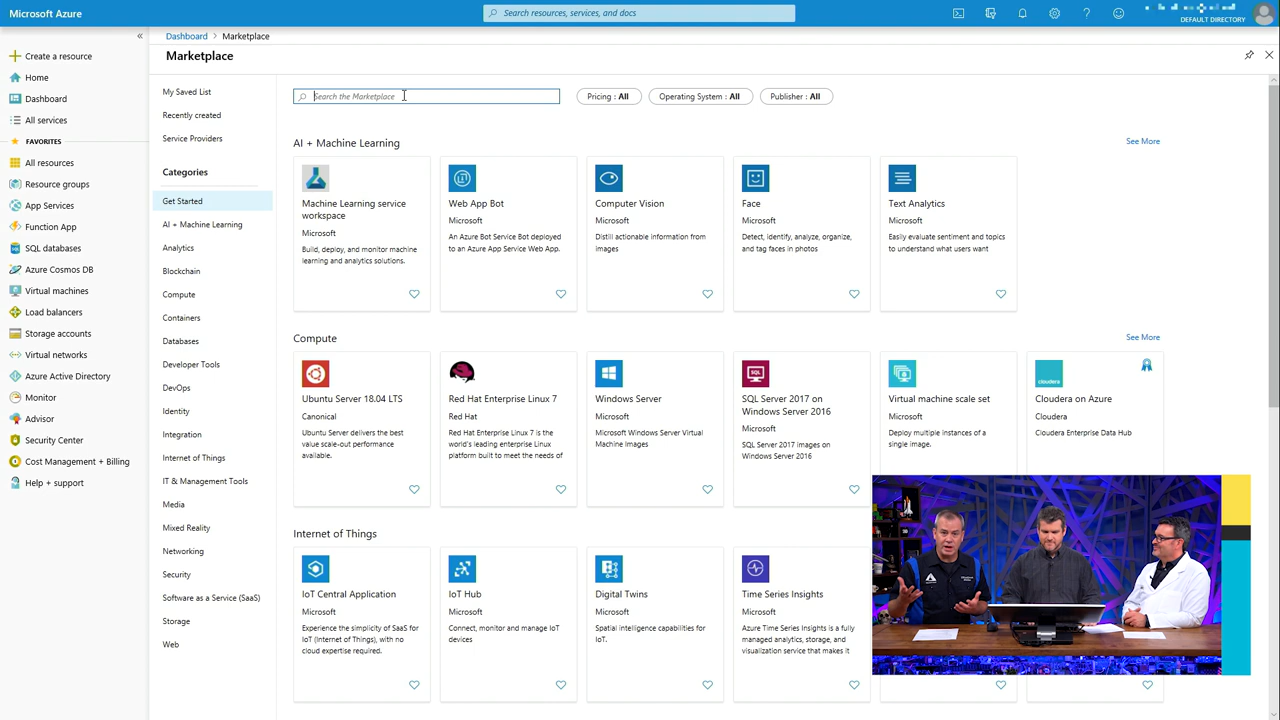 Microsoft Azure
Search resources, services, and docs
DEFAULT DIRECTORY
«
Create a resource
Home
Dashboard
All services
FAVORITES
All resources
Resource groups
App Services
Function App
SQL databases
Azure Cosmos DB
Virtual machines
Load balancers
Storage accounts
Virtual networks
Azure Active Directory
Monitor
Advisor
Security Center
Cost Management + Billing
Help + support
Dashboard > Marketplace
Marketplace
My Saved List
Recently created
Service Providers
Categories
Get Started
AI + Machine Learning
Analytics
Blockchain
Compute
Containers
Databases
Developer Tools
DevOps
Identity
Integration
Internet of Things
IT & Management Tools
Media
Mixed Reality
Networking
Security
Software as a Service (SaaS)
Storage
Web
Search the Marketplace
Pricing : All
Operating System : All
Publisher : All
AI + Machine Learning
See More
Machine Learning service
workspace
Microsoft
Build, deploy, and monitor machine
learning and analytics solutions.
Web App Bot
Microsoft
An Azure Bot Service Bot deployed
to an Azure App Service Web App.
Computer Vision
Microsoft
Distill actionable information from
images
Face
Microsoft
Detect, identify, analyze, organize,
and tag faces in photos
Text Analytics
Microsoft
Easily evaluate sentiment and topics
to understand what users want
Compute
See More
Ubuntu Server 18.04 LTS
Canonical
Ubuntu Server delivers the best
value scale-out performance
available.
Red Hat Enterprise Linux 7
Red Hat
Red Hat Enterprise Linux 7 is the
world's leading enterprise Linux
platform built to meet the needs of
Windows Server
Microsoft
Microsoft Windows Server Virtual
Machine Images
SQL
SQL Server 2017 on
Windows Server 2016
Microsoft
SQL Server 2017 images on
Windows Server 2016
Virtual machine scale set
Microsoft
Deploy multiple instances of a
single image.
cloudera
Cloudera on Azure
Cloudera
Cloudera Enterprise Data Hub
Internet of Things
IoT Central Application
Microsoft
Experience the simplicity of SaaS for
IoT (Internet of Things), with no
cloud expertise required.
IoT Hub
Microsoft
Connect, monitor and manage IoT
devices
Digital Twins
Microsoft
Spatial intelligence capabilities for
IoT.
Time Series Insights
Microsoft
Azure Time Series Insights is a fully
managed analytics, storage, and
visualization service that makes it